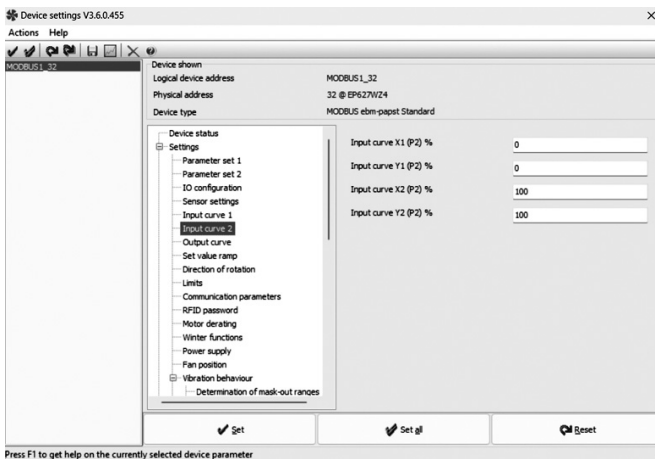 Device settings V3.6.0.455
Actions Help
MODBUS1_32
Device shown
Logical device address MODBUS1_32
Physical address 32 @ EP627WZ4
Device type MODBUS ebm-papst Standard
Device status
Settings
Parameter set 1
Parameter set 2
IO configuration
Sensor settings
Input curve 1
Input curve 2
Output curve
Set value ramp
Direction of rotation
Limits
Communication parameters
RFID password
Motor derating
Winter functions
Power supply
Fan position
Vibration behaviour
Determination of mask-out ranges
Input curve X1 (P2) % 0
Input curve Y1 (P2) % 0
Input curve X2 (P2) % 100
Input curve Y2 (P2) % 100
Set Set all Reset
Press F1 to get help on the currently selected device parameter